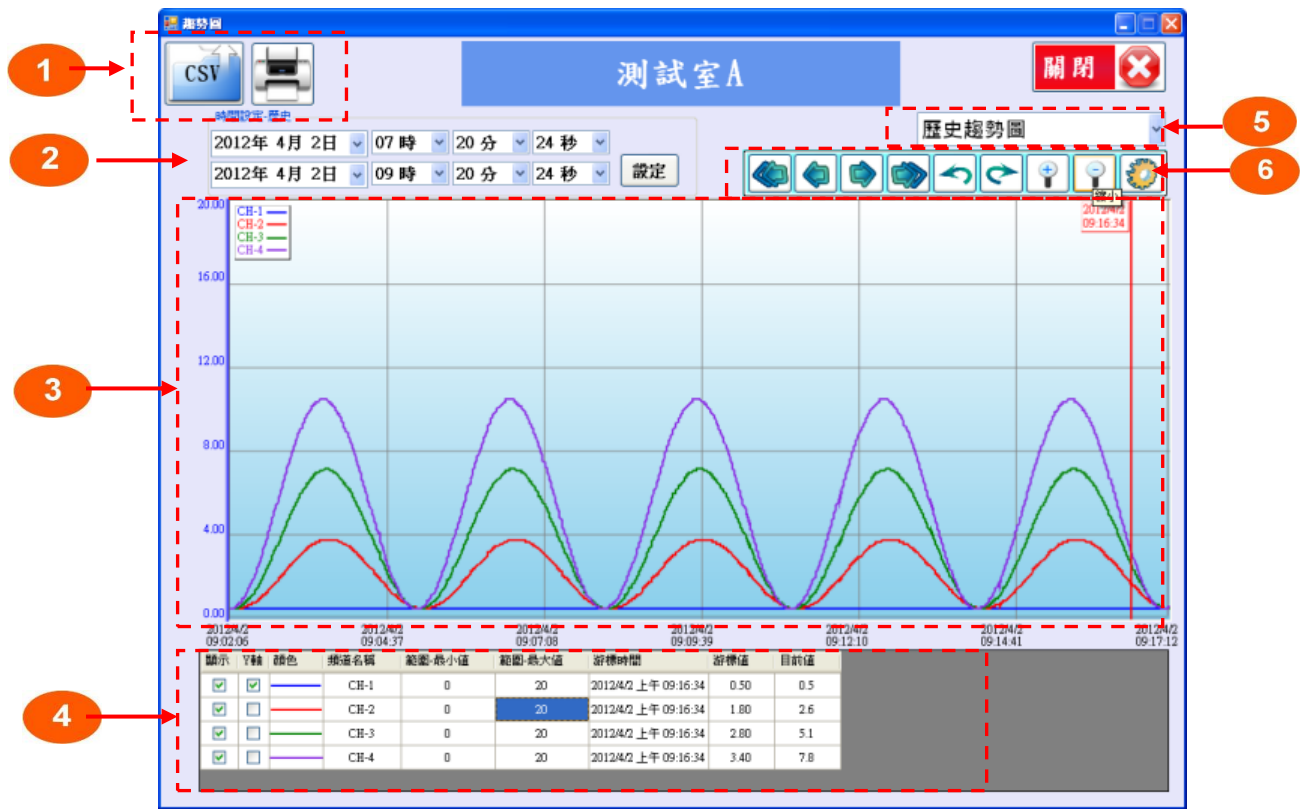 趨勢圖
1
CSV
測試室A
關閉
時間設定-歷史
2012年 4月 2日 07 時 20 分 24 秒
2
2012年 4月 2日 09 時 20 分 24 秒 設定
歷史趨勢圖
5
6
縮小
20.00
16.00
12.00
8.00
4.00
0.00
CH-1
CH-2
CH-3
CH-4
2012/4/2
09:16:34
3
2012/4/2 2012/4/2 2012/4/2 2012/4/2 2012/4/2 2012/4/2 2012/4/2
09:02:06 09:04:37 09:07:08 09:09:39 09:12:10 09:14:41 09:17:12
4
顯示 Y軸 顏色 頻道名稱 範圍-最小值 範圍-最大值 游標時間 游標值 目前值
CH-1 0 20 2012/4/2 上午 09:16:34 0.50 0.5
CH-2 0 20 2012/4/2 上午 09:16:34 1.80 2.6
CH-3 0 20 2012/4/2 上午 09:16:34 2.80 5.1
CH-4 0 20 2012/4/2 上午 09:16:34 3.40 7.8